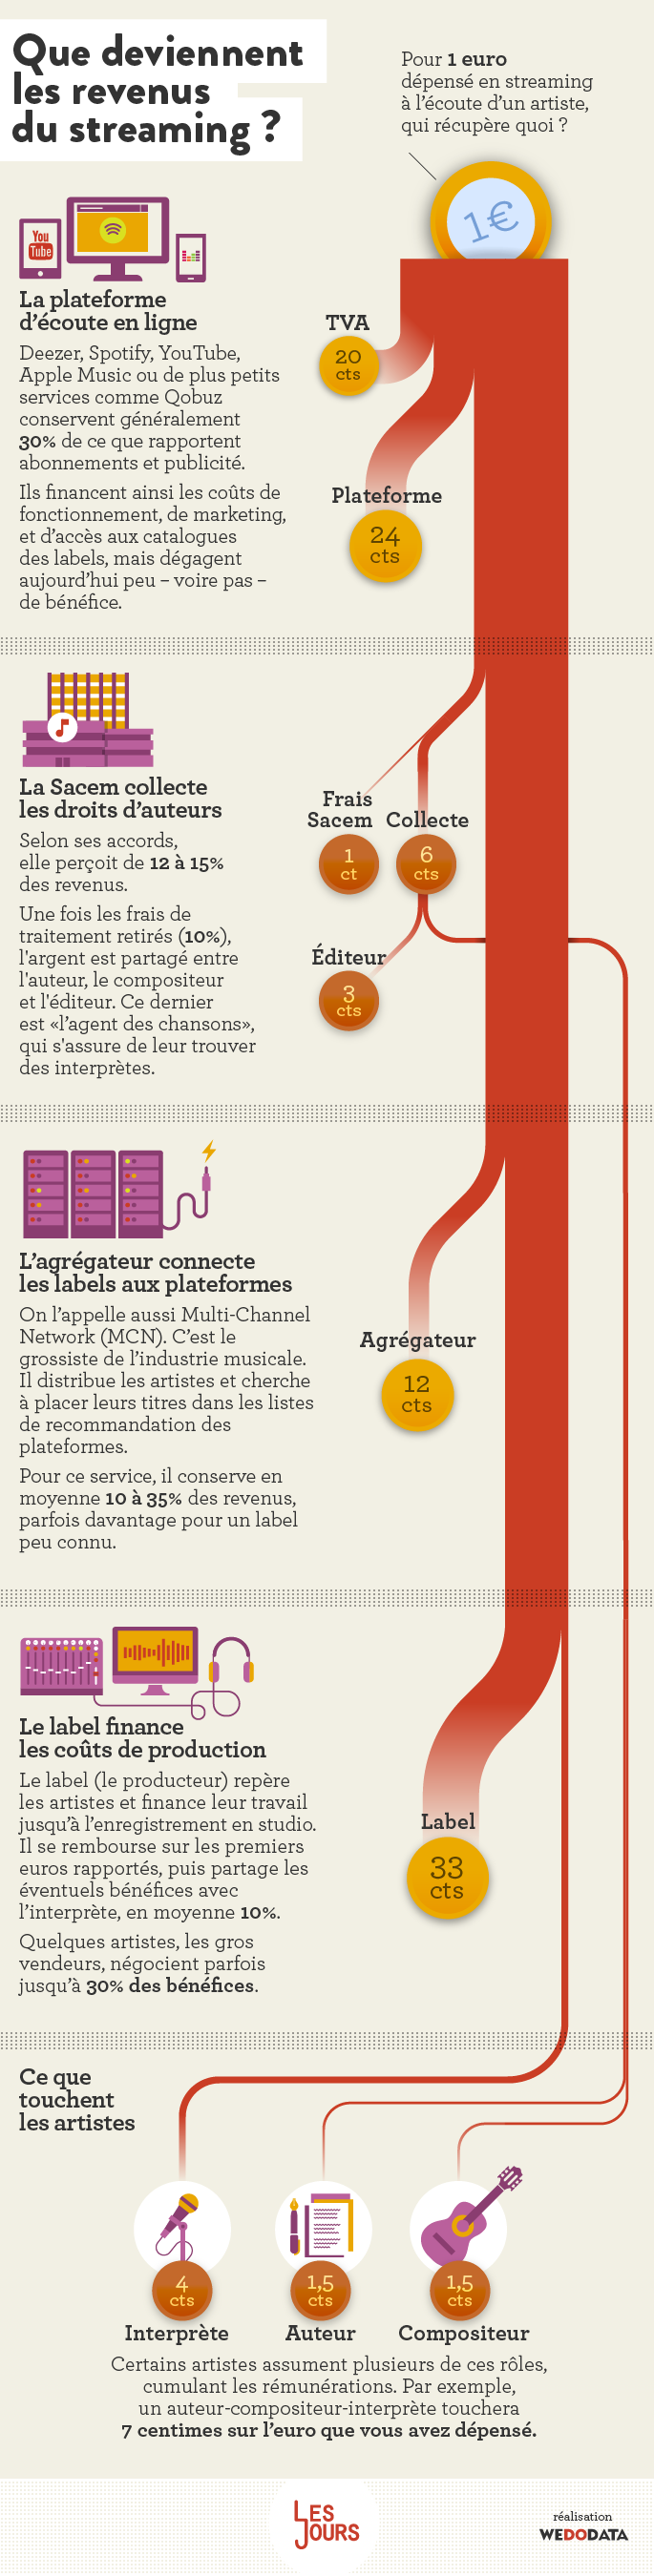 Que deviennent
les revenus
du streaming ?
Pour 1 euro
dépensé en streaming
à l’écoute d’un artiste,
qui récupère quoi ?
1€
You
Tube
La plateforme
d’écoute en ligne
Deezer, Spotify, YouTube,
Apple Music ou de plus petits
services comme Qobuz
conservent généralement
30% de ce que rapportent
abonnements et publicité.
Ils financent ainsi les coûts de
fonctionnement, de marketing,
et d’accès aux catalogues
des labels, mais dégagent
aujourd’hui peu – voire pas –
de bénéfice.
TVA
20
cts
Plateforme
24
cts
La Sacem collecte
les droits d’auteurs
Selon ses accords,
elle perçoit de 12 à 15%
des revenus.
Une fois les frais de
traitement retirés (10%),
l'argent est partagé entre
l'auteur, le compositeur
et l'éditeur. Ce dernier
est «l’agent des chansons»,
qui s'assure de leur trouver
des interprètes.
Frais
Sacem
1
ct
Collecte
6
cts
Éditeur
3
cts
L’agrégateur connecte
les labels aux plateformes
On l’appelle aussi Multi-Channel
Network (MCN). C’est le
grossiste de l’industrie musicale.
Il distribue les artistes et cherche
à placer leurs titres dans les listes
de recommandation des
plateformes.
Pour ce service, il conserve en
moyenne 10 à 35% des revenus,
parfois davantage pour un label
peu connu.
Agrégateur
12
cts
Le label finance
les coûts de production
Le label (le producteur) repère
les artistes et finance leur travail
jusqu’à l’enregistrement en studio.
Il se rembourse sur les premiers
euros rapportés, puis partage les
éventuels bénéfices avec
l’interprète, en moyenne 10%.
Quelques artistes, les gros
vendeurs, négocient parfois
jusqu’à 30% des bénéfices.
Label
33
cts
Ce que
touchent
les artistes
4
cts
Interprète
1,5
cts
Auteur
1,5
cts
Compositeur
Certains artistes assument plusieurs de ces rôles,
cumulant les rémunérations. Par exemple,
un auteur-compositeur-interprète touchera
7 centimes sur l’euro que vous avez dépensé.
LES
JOURS
réalisation
WEDODATA